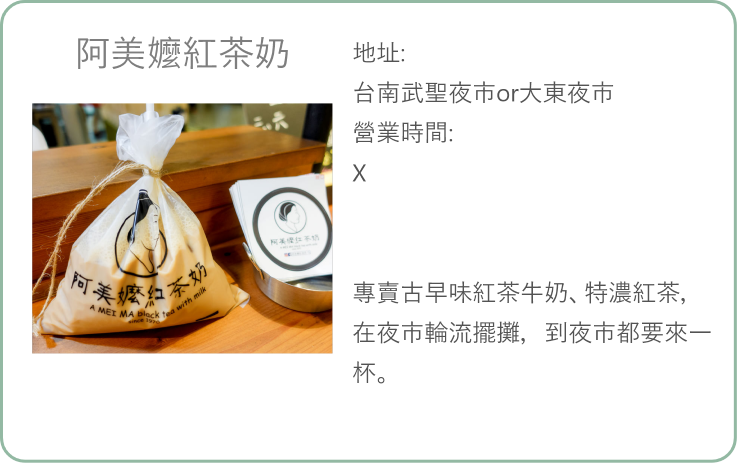 阿美嬤紅茶奶
地址:
台南武聖夜市or大東夜市
營業時間:
X
專賣古早味紅茶牛奶、特濃紅茶,
在夜市輪流擺攤，到夜市都要來一
杯。
阿美嬤紅茶奶
A MEI MA black tea with milk
阿美嬤紅茶奶